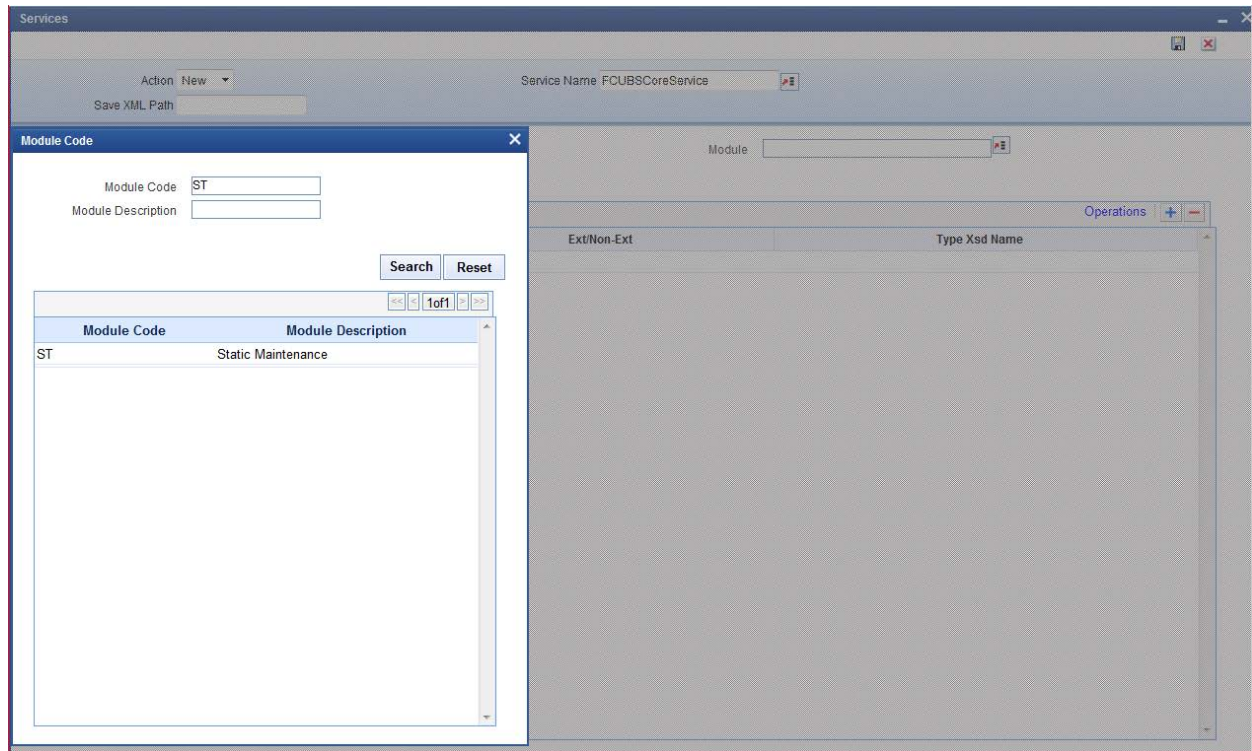 Services
Action New Service Name FCUBSCoreService
Save XML Path
Module Code
Module
Module Code ST
Module Description
Operations
Ext/Non-Ext Type Xsd Name
Search Reset
<< < 1of1 > >>
Module Code Module Description
ST Static Maintenance